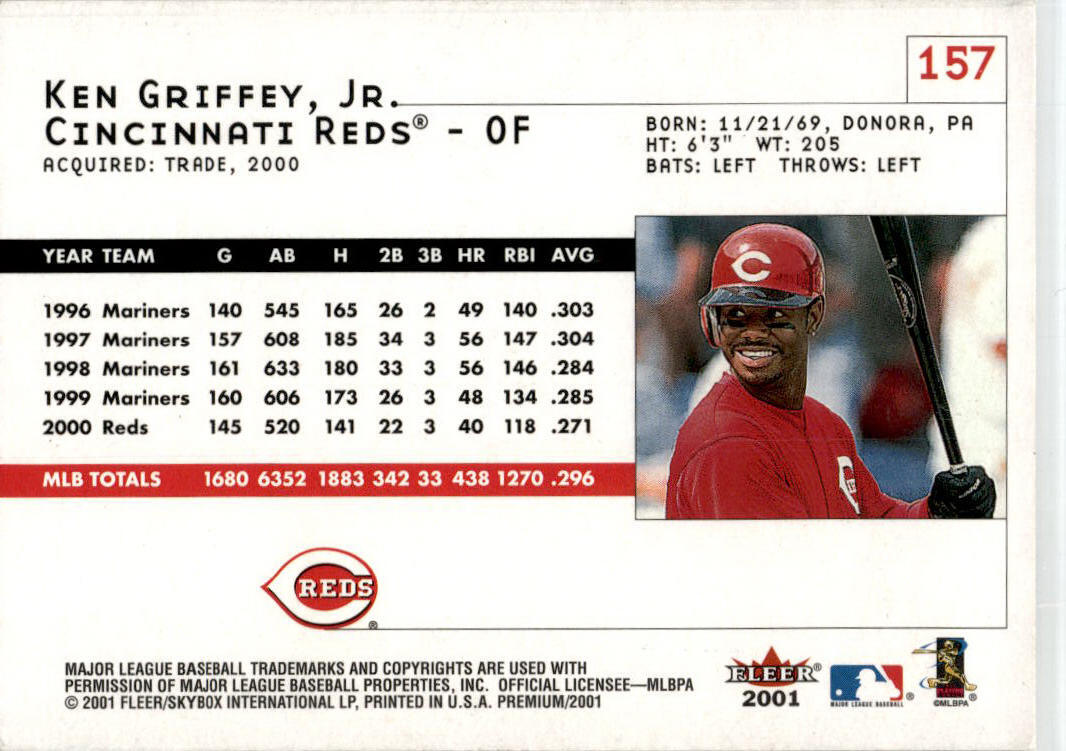 157
KEN GRIFFEY, JR.
CINCINNATI REDS® - OF
ACQUIRED: TRADE, 2000
BORN: 11/21/69, DONORA, PA
HT: 6'3" WT: 205
BATS: LEFT THROWS: LEFT
YEAR TEAM G AB H 2B 3B HR RBI AVG
1996 Mariners 140 545 165 26 2 49 140 .303
1997 Mariners 157 608 185 34 3 56 147 .304
1998 Mariners 161 633 180 33 3 56 146 .284
1999 Mariners 160 606 173 26 3 48 134 .285
2000 Reds 145 520 141 22 3 40 118 .271
MLB TOTALS 1680 6352 1883 342 33 438 1270 .296
C
C
REDS
®
MAJOR LEAGUE BASEBALL TRADEMARKS AND COPYRIGHTS ARE USED WITH
PERMISSION OF MAJOR LEAGUE BASEBALL PROPERTIES, INC. OFFICIAL LICENSEE—MLBPA
© 2001 FLEER/SKYBOX INTERNATIONAL LP, PRINTED IN U.S.A. PREMIUM/2001
FLEER®
2001
MAJOR LEAGUE BASEBALL ®
©MLBPA ®